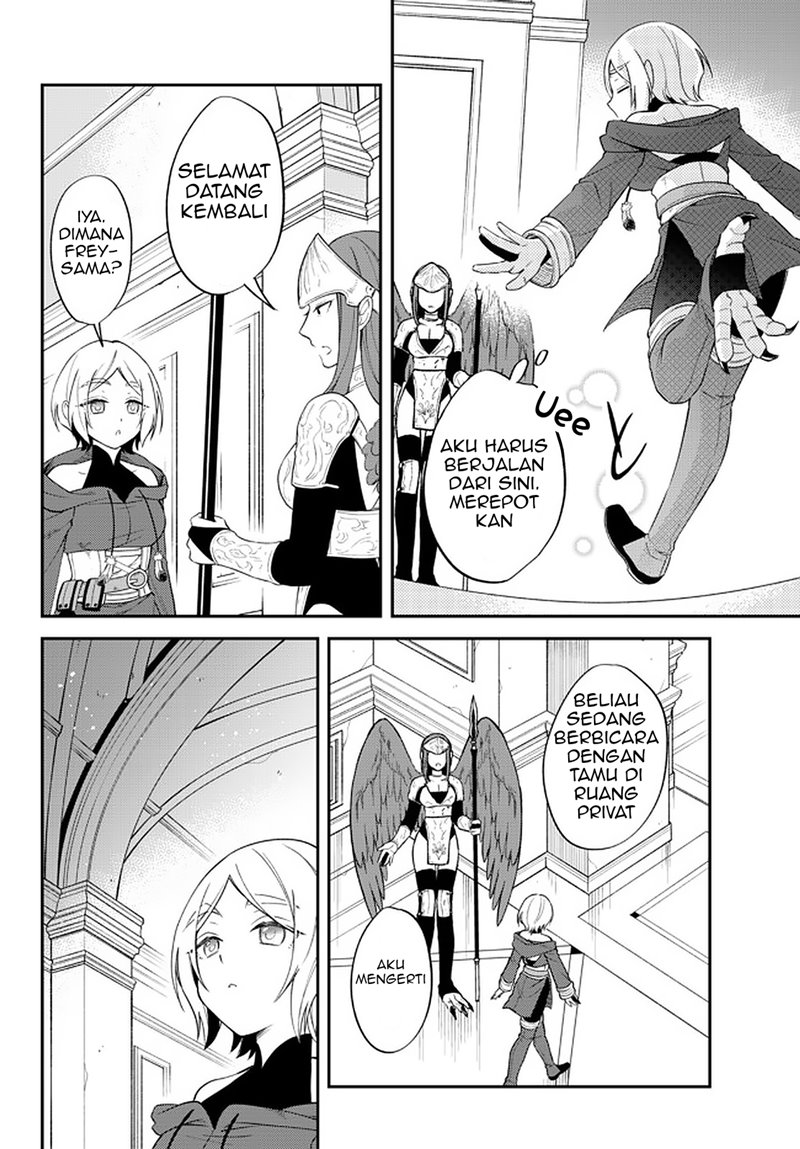 Uee
AKU HARUS
BERJALAN
DARI SINI.
MEREPOT
KAN
SELAMAT
DATANG
KEMBALI
IYA.
DIMANA
FREY-
SAMA?
BELIAU
SEDANG
BERBICARA
DENGAN
TAMU DI
RUANG
PRIVAT
AKU
MENGERTI